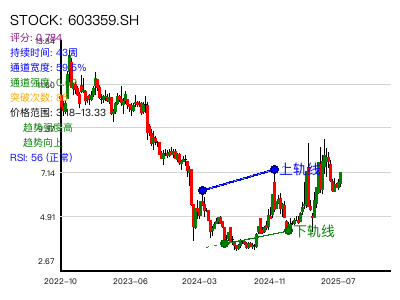 STOCK: 603359.SH
评分: 0.794
持续时间: 43周
通道宽度: 59.5%
通道强度:
突破次数:
价格范围: 3.18-13.33
趋势强度高
趋势向上
RSI: 56 (正常)
7.14
4.91
2.67
上轨线
下轨线
2022-10
2023-06
2024-03
2024-11
2025-07